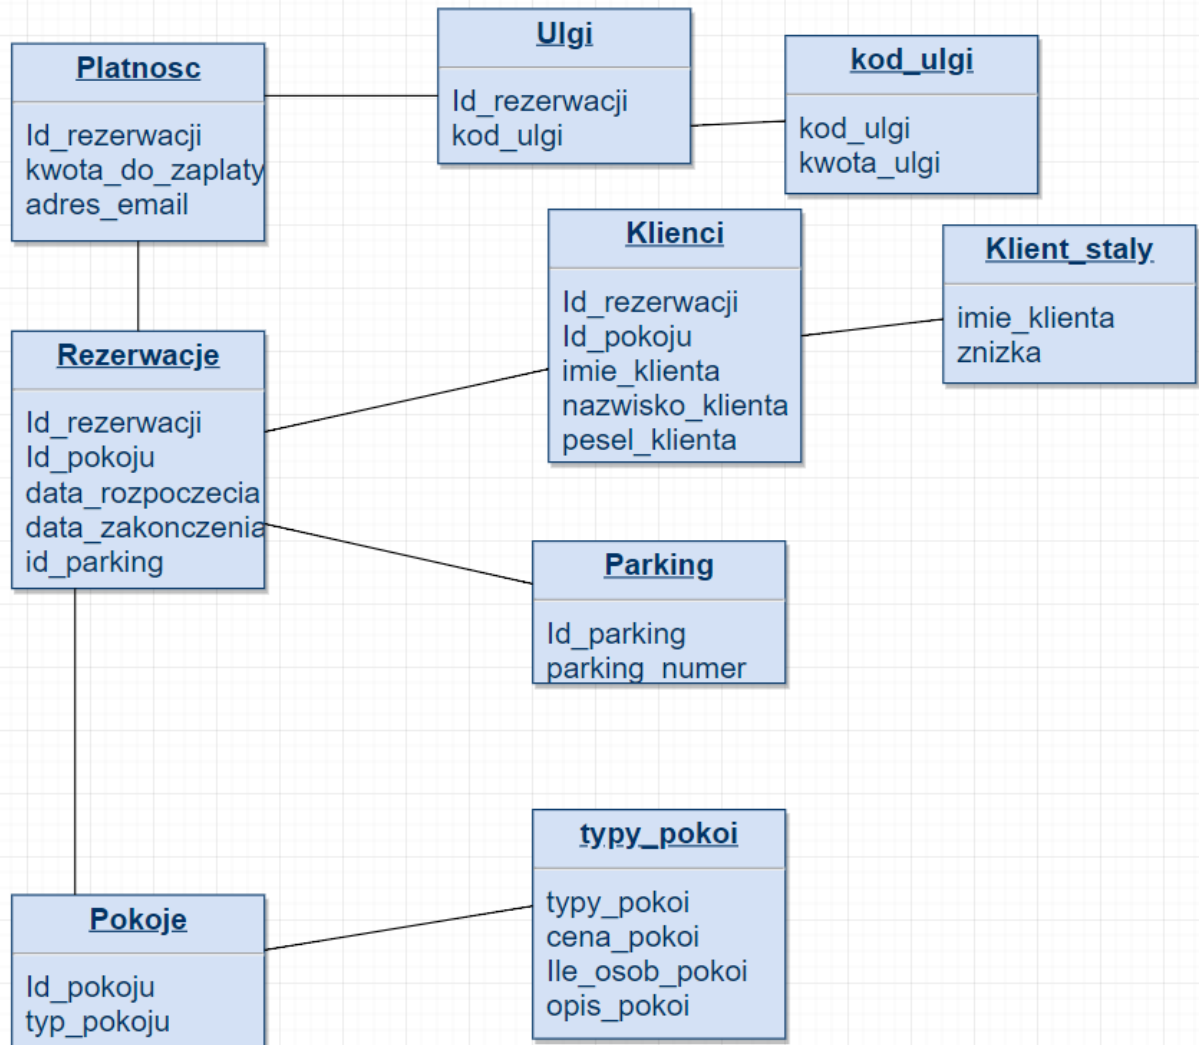 Platnosc
Id_rezerwacji
kwota_do_zaplaty
adres_email
Ulgi
Id_rezerwacji
kod_ulgi
kod_ulgi
kod_ulgi
kwota_ulgi
Klienci
Id_rezerwacji
Id_pokoju
imie_klienta
nazwisko_klienta
pesel_klienta
Klient_staly
imie_klienta
znizka
Rezerwacje
Id_rezerwacji
Id_pokoju
data_rozpoczecia
data_zakonczenia
id_parking
Parking
Id_parking
parking_numer
typy_pokoi
typy_pokoi
cena_pokoi
Ile_osob_pokoi
opis_pokoi
Pokoje
Id_pokoju
typ_pokoju